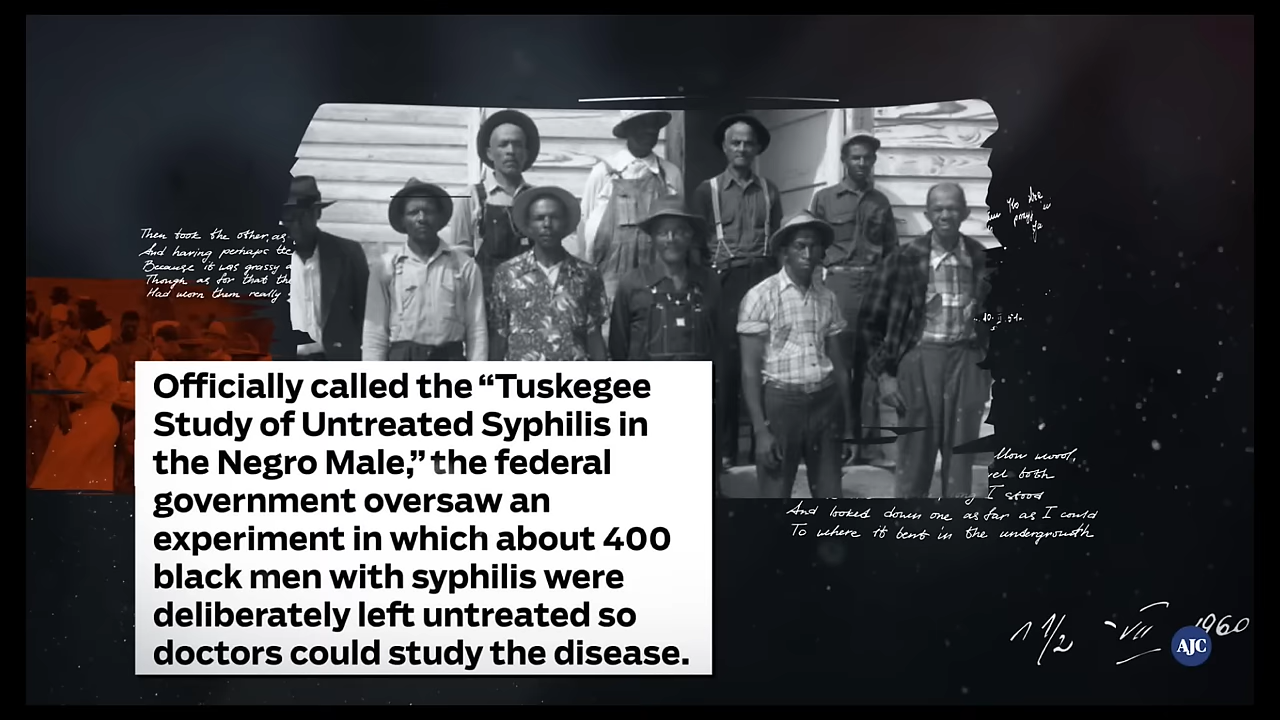 Then took the other, as
And having perhaps the
Because it was grassy a
Though as for that the
Had worn them really
Officially called the “Tuskegee
Study of Untreated Syphilis in
the Negro Male,” the federal
government oversaw an
experiment in which about 400
black men with syphilis were
deliberately left untreated so
doctors could study the disease.
I stood
And looked down one as far as I could
To where it bent in the undergrowth
1960
AJC